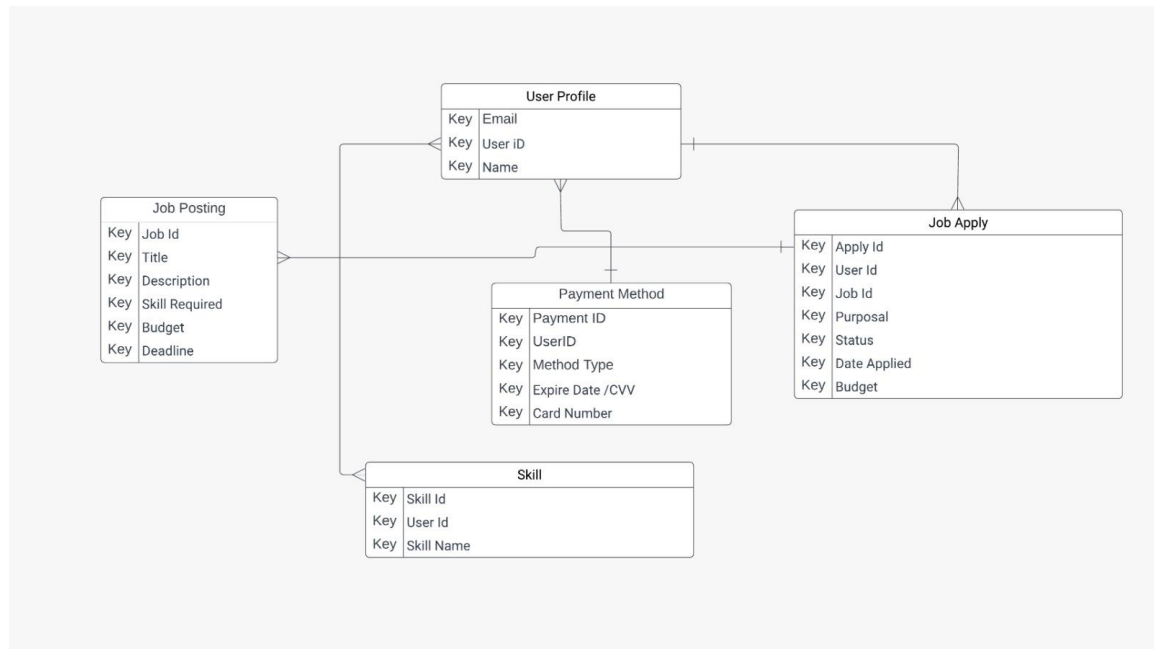 User Profile
Key Email
Key User iD
Key Name
Job Posting
Key Job Id
Key Title
Key Description
Key Skill Required
Key Budget
Key Deadline
Job Apply
Key Apply Id
Key User Id
Key Job Id
Key Purposal
Key Status
Key Date Applied
Key Budget
Payment Method
Key Payment ID
Key UserID
Key Method Type
Key Expire Date /CVV
Key Card Number
Skill
Key Skill Id
Key User Id
Key Skill Name